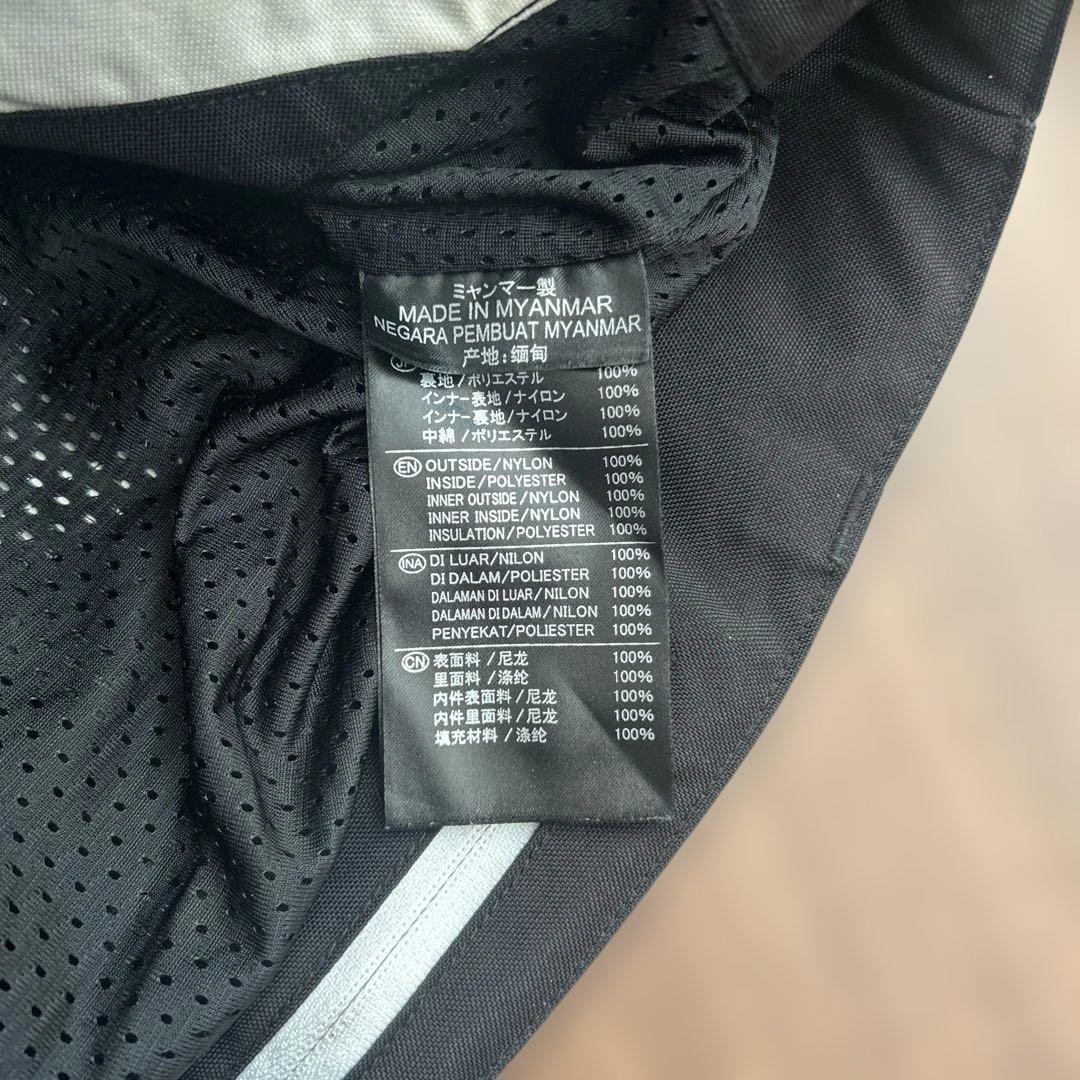 ミャンマー製
MADE IN MYANMAR
NEGARA PEMBUAT MYANMAR
产地:缅甸
JP
裏地/ポリエステル 100%
インナー表地/ナイロン 100%
インナー裏地/ナイロン 100%
中綿/ポリエステル 100%
EN OUTSIDE/NYLON 100%
INSIDE/POLYESTER 100%
INNER OUTSIDE/NYLON 100%
INNER INSIDE/NYLON 100%
INSULATION/POLYESTER 100%
INA DI LUAR/NILON 100%
DI DALAM/POLIESTER 100%
DALAMAN DI LUAR/NILON 100%
DALAMAN DI DALAM/NILON 100%
PENYEKAT/POLIESTER 100%
CN 表面料/尼龙 100%
里面料/涤纶 100%
内件表面料/尼龙 100%
内件里面料/尼龙 100%
填充材料/涤纶 100%